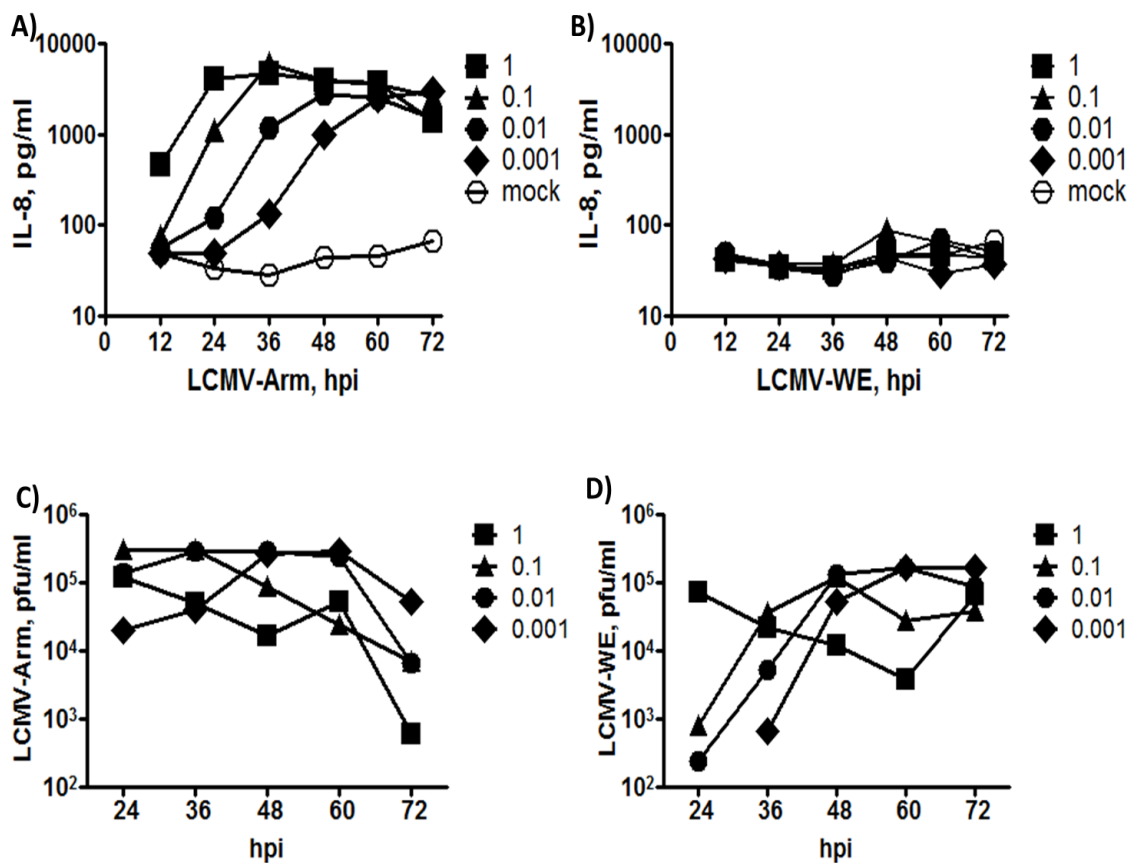 A)
10000
1000
100
10
IL-8, pg/ml
0 12 24 36 48 60 72
LCMV-Arm, hpi
1
0.1
0.01
0.001
mock
B)
10000
1000
100
10
IL-8, pg/ml
0 12 24 36 48 60 72
LCMV-WE, hpi
1
0.1
0.01
0.001
mock
C)
10⁶
10⁵
10⁴
10³
10²
LCMV-Arm, pfu/ml
24 36 48 60 72
hpi
1
0.1
0.01
0.001
D)
10⁶
10⁵
10⁴
10³
10²
LCMV-WE, pfu/ml
24 36 48 60 72
hpi
1
0.1
0.01
0.001